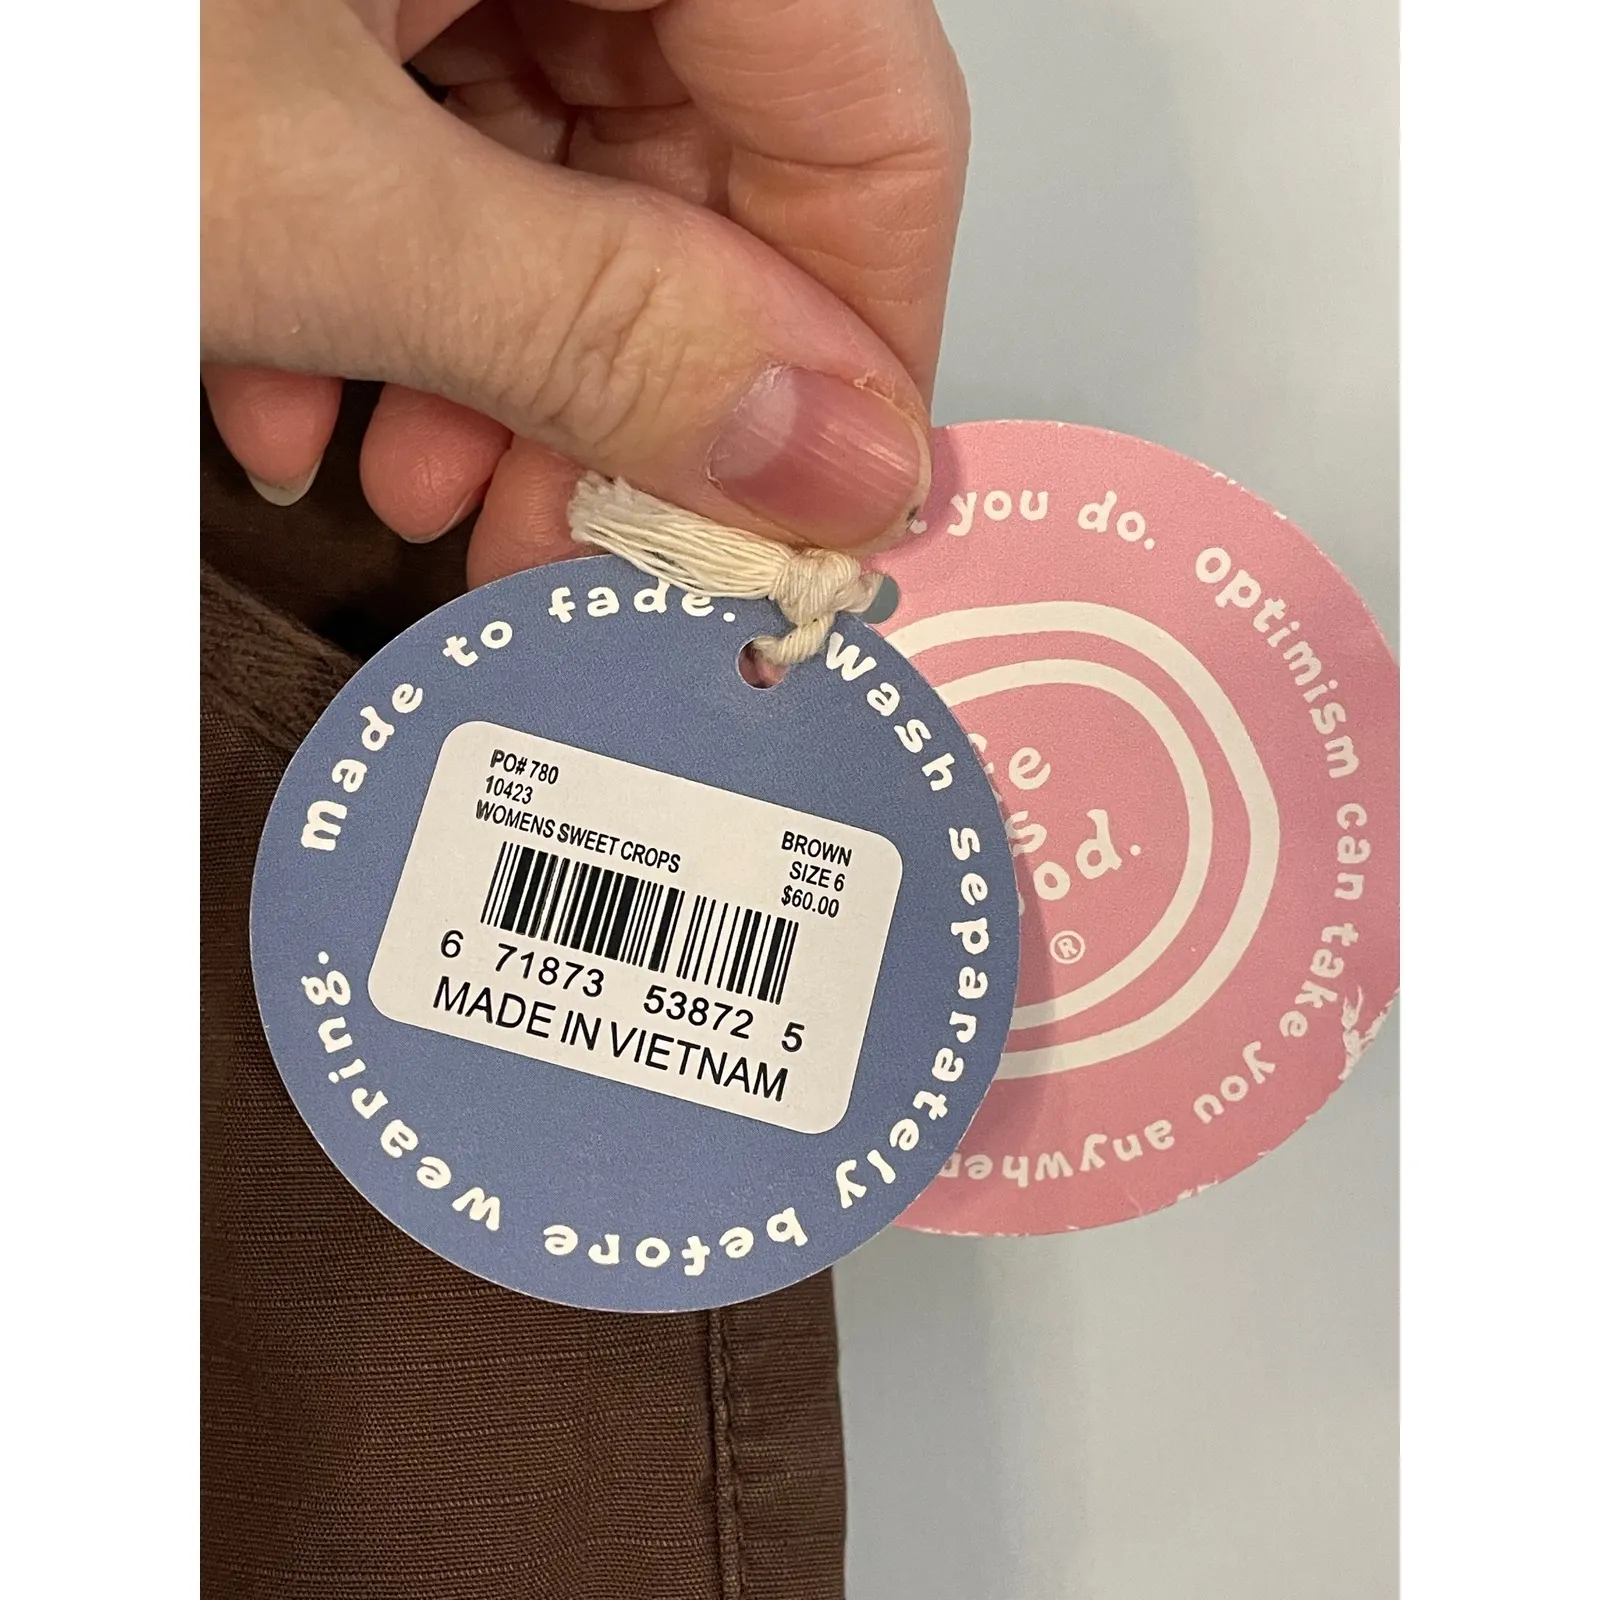 made to fade. wash separately before wearing.
PO# 780
10423
WOMENS SWEET CROPS
BROWN
SIZE 6
$60.00
6 71873 53872 5
MADE IN VIETNAM
you do. Optimism can take you
®